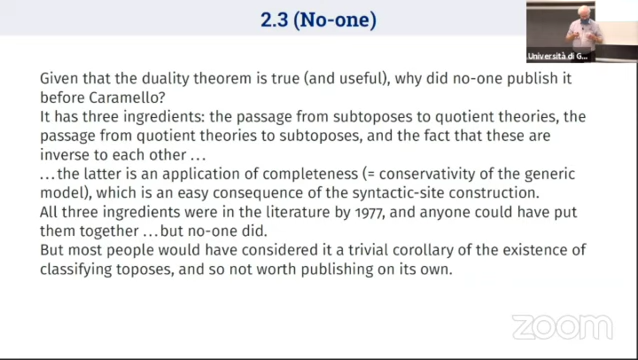 2.3 (No-one)
Università di G...
Given that the duality theorem is true (and useful), why did no-one publish it
before Caramello?
It has three ingredients: the passage from subtoposes to quotient theories, the
passage from quotient theories to subtoposes, and the fact that these are
inverse to each other ...
...the latter is an application of completeness (= conservativity of the generic
model), which is an easy consequence of the syntactic-site construction.
All three ingredients were in the literature by 1977, and anyone could have put
them together ...but no-one did.
But most people would have considered it a trivial corollary of the existence of
classifying toposes, and so not worth publishing on its own.
zoom